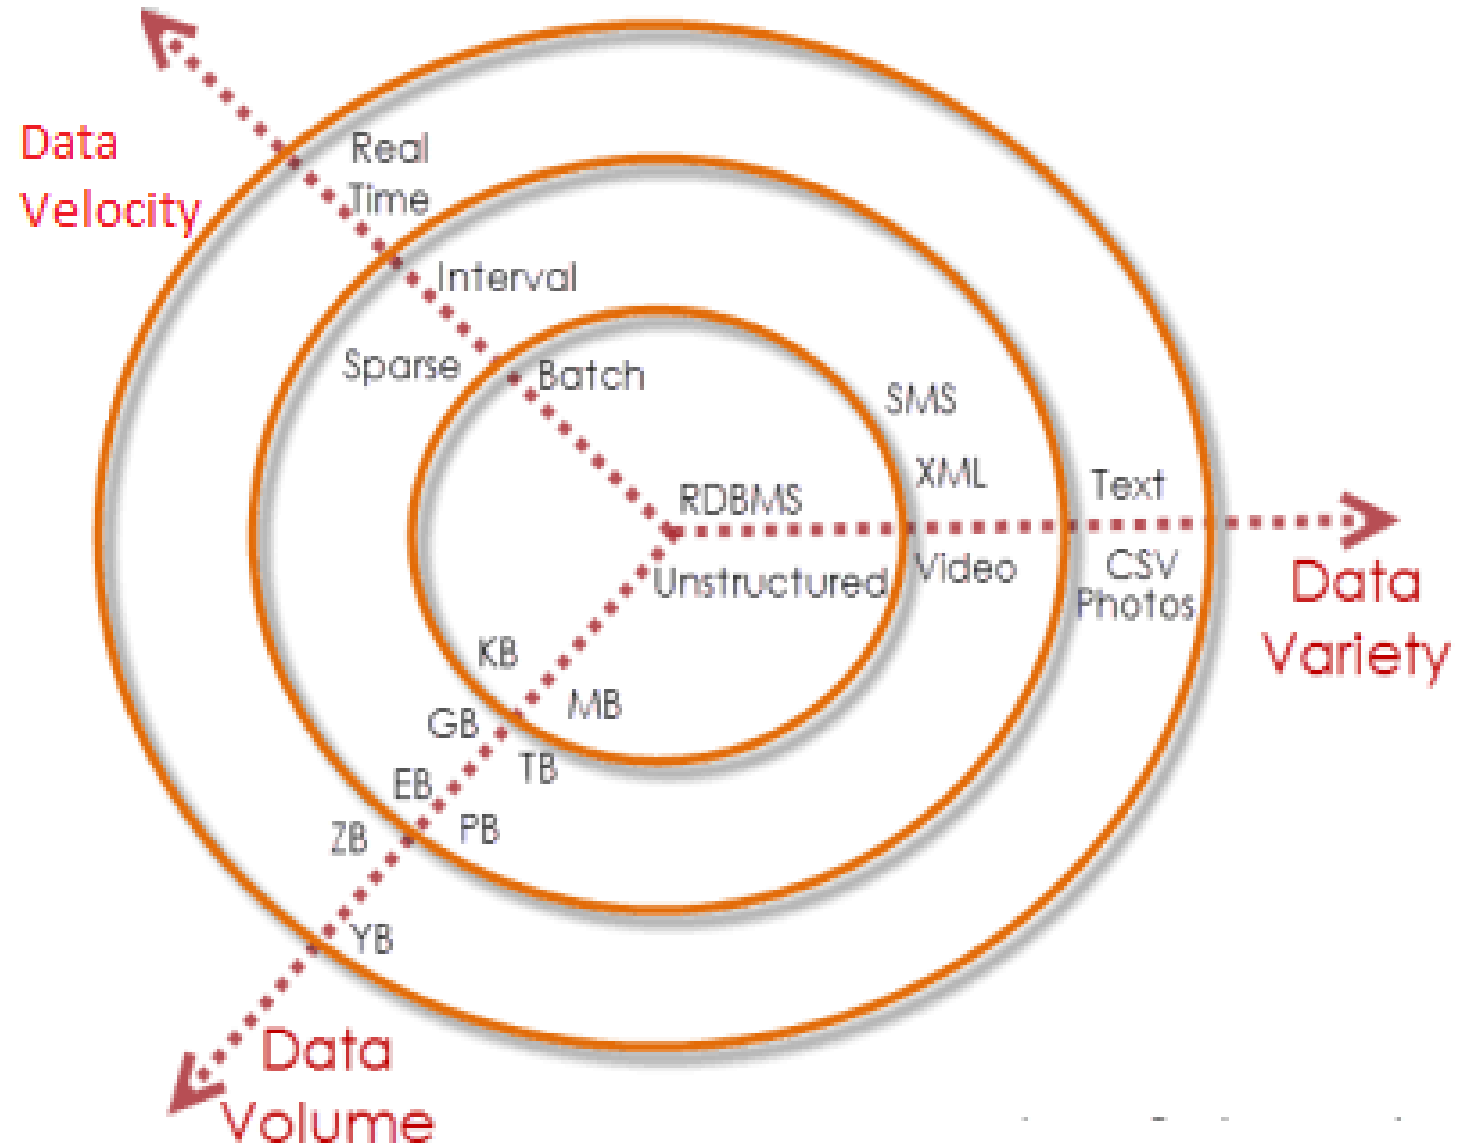 Data
Velocity
Real
Time
Interval
Sparse
Batch
SMS
XML
Text
RDBMS
Unstructured
Video
CSV
Photos
Data
Variety
KB
MB
GB
TB
EB
PB
ZB
YB
Data
Volume